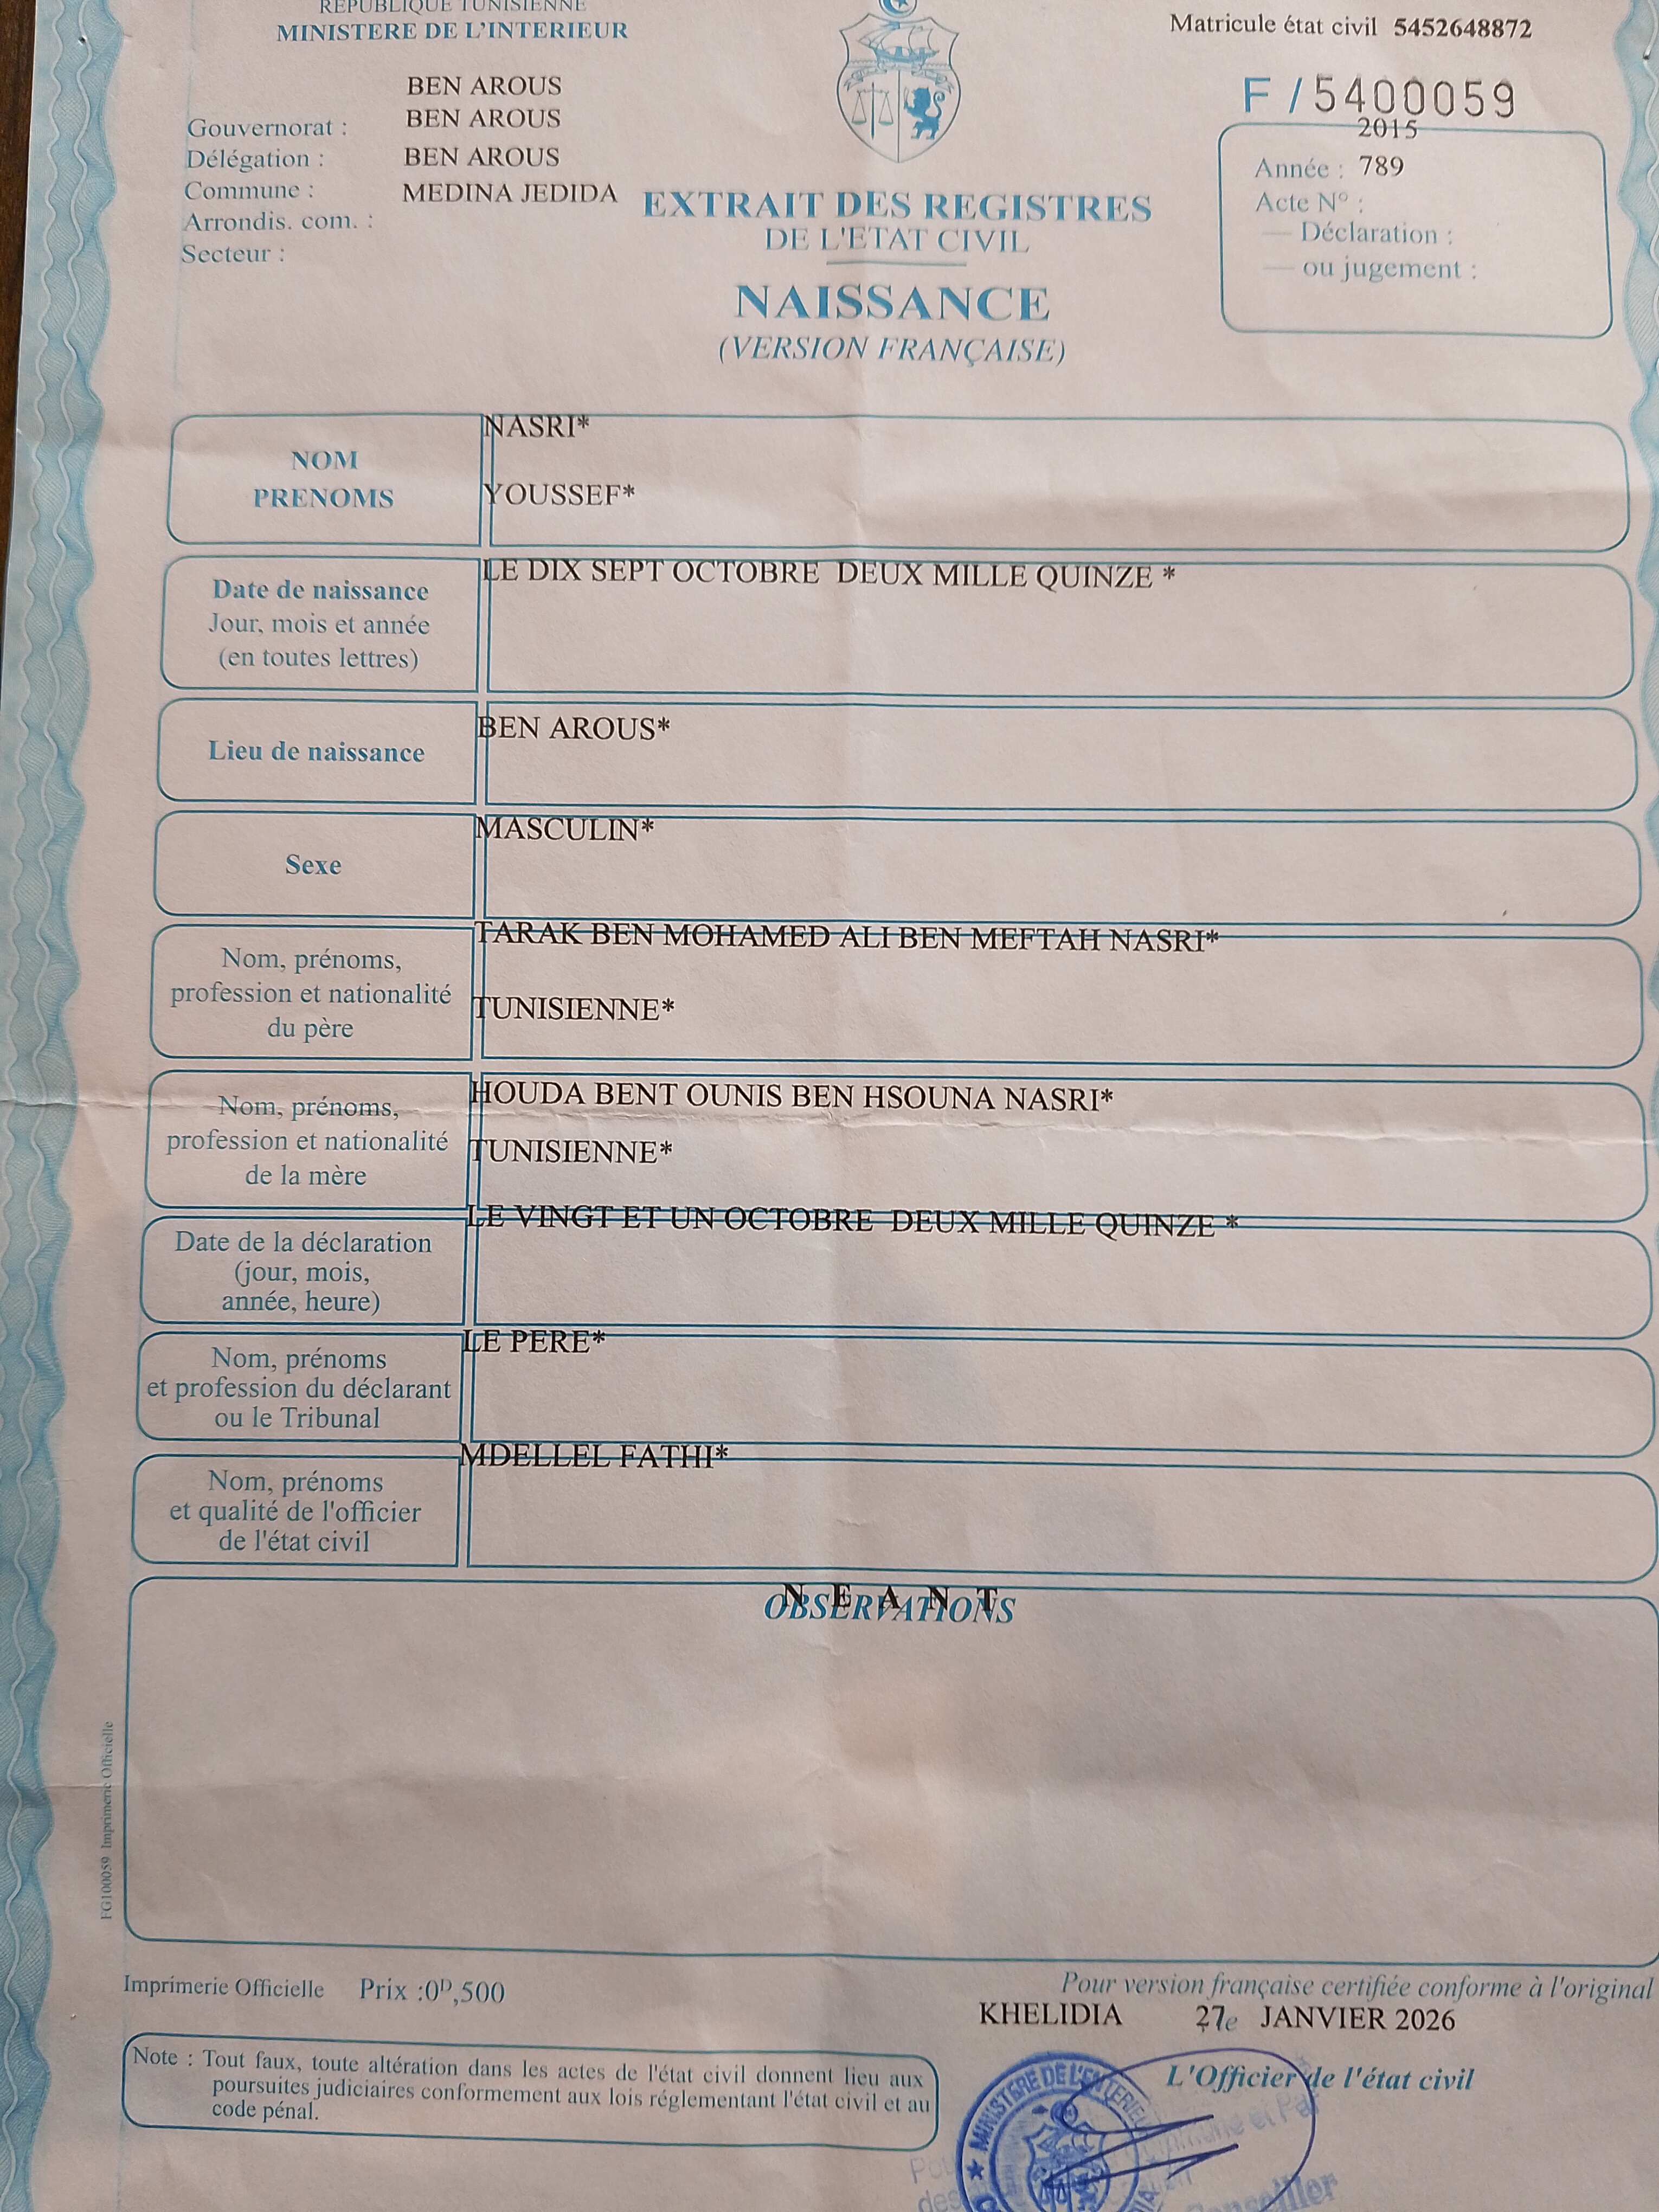 REPUBLIQUE TUNISIENNE
MINISTERE DE L'INTERIEUR
Matricule état civil 5452648872
F / 5400059
BEN AROUS
Gouvernorat : BEN AROUS
Délégation : BEN AROUS
Commune : MEDINA JEDIDA
Arrondis. com. :
Secteur :
EXTRAIT DES REGISTRES
DE L'ETAT CIVIL
NAISSANCE
(VERSION FRANÇAISE)
2015
Année : 789
Acte N° :
— Déclaration :
— ou jugement :
NOM
PRENOMS
NASRI*
YOUSSEF*
Date de naissance
Jour, mois et année
(en toutes lettres)
LE DIX SEPT OCTOBRE DEUX MILLE QUINZE *
Lieu de naissance
BEN AROUS*
Sexe
MASCULIN*
Nom, prénoms,
profession et nationalité
du père
TARAK BEN MOHAMED ALI BEN MEFTAH NASRI*
TUNISIENNE*
Nom, prénoms,
profession et nationalité
de la mère
HOUDA BENT OUNIS BEN HSOUNA NASRI*
TUNISIENNE*
Date de la déclaration
(jour, mois,
année, heure)
LE VINGT ET UN OCTOBRE DEUX MILLE QUINZE *
Nom, prénoms
et profession du déclarant
ou le Tribunal
LE PERE*
Nom, prénoms
et qualité de l'officier
de l'état civil
MDELLEL FATHI*
N E A N T
OBSERVATIONS
FG100059 Imprimerie Officielle
Imprimerie Officielle Prix :0D,500
Pour version française certifiée conforme à l'original
KHELIDIA 27 le JANVIER 2026
L'Officier de l'état civil
Note : Tout faux, toute altération dans les actes de l'état civil donnent lieu aux
poursuites judiciaires conformement aux lois réglementant l'état civil et au
code pénal.
MINISTERE DE L'INTERIEUR